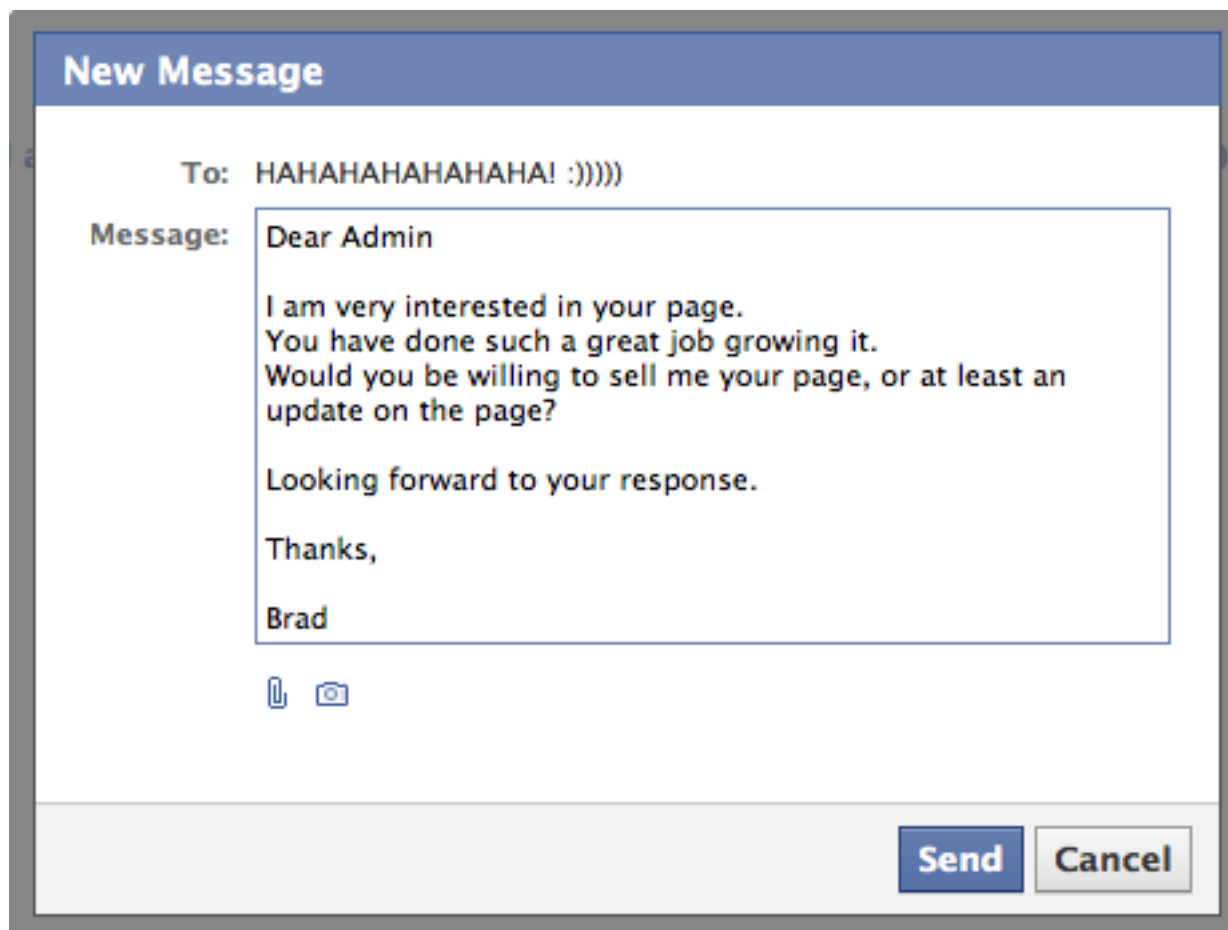 New Message
To: HAHAHAHAHAHAHA! :)))))
Message:
Dear Admin
I am very interested in your page.
You have done such a great job growing it.
Would you be willing to sell me your page, or at least an
update on the page?
Looking forward to your response.
Thanks,
Brad
Send Cancel